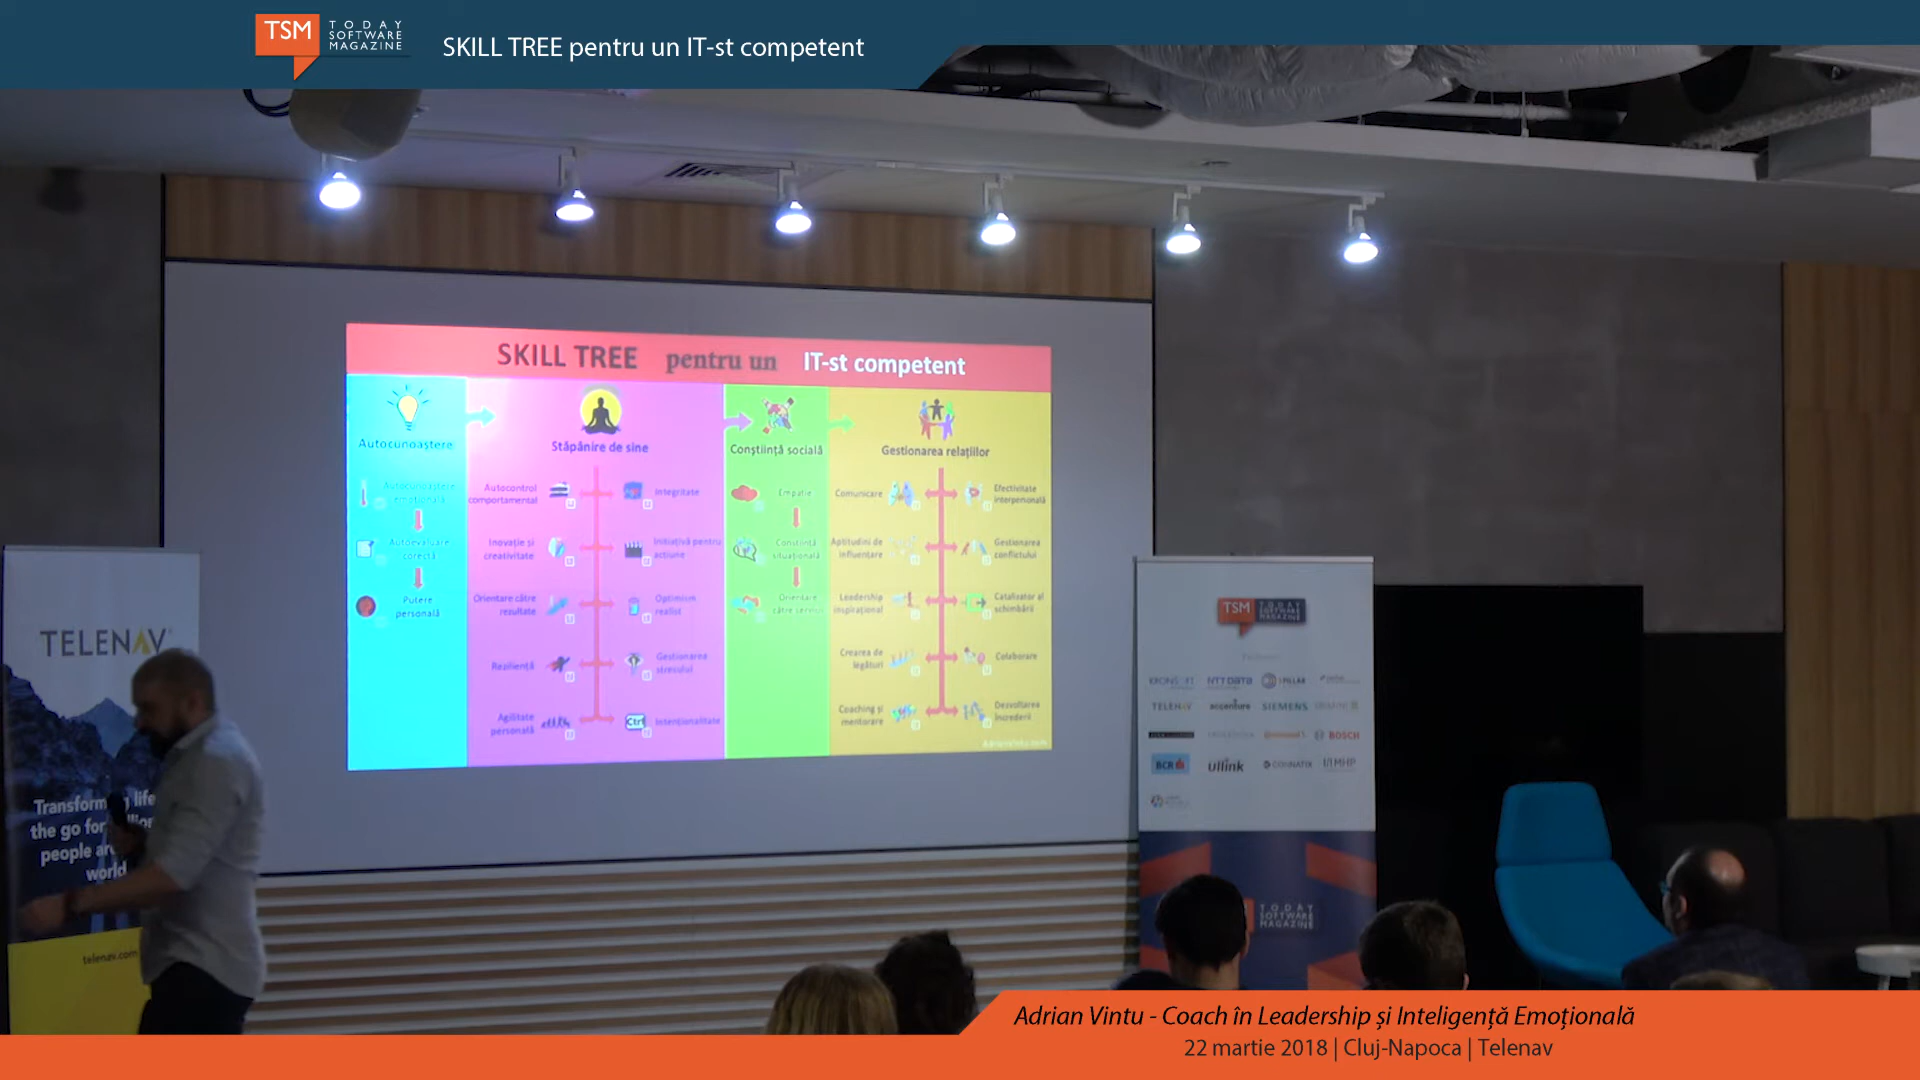 TSM
TODAY
SOFTWARE
MAGAZINE
SKILL TREE pentru un IT-st competent
SKILL TREE pentru un IT-st competent
Autocunoaștere
Autocunoaștere
emoțională
Autoevaluare
corectă
Putere
personală
Stăpânire de sine
Autocontrol
comportamental
Integritate
Inovație și
creativitate
Inițiativă pentru
acțiune
Orientare către
rezultate
Optimism
realist
Reziliență
Gestionarea
stresului
Agilitate
personală
Ctrl
Intenționalitate
Conștiință socială
Empatie
Conștiință
situațională
Orientare
către servicii
Gestionarea relațiilor
Comunicare
Efectivitate
interpersonală
Aptitudini de
influențare
Gestionarea
conflictului
Leadership
inspirațional
Catalizator al
schimbării
Crearea de
legături
Colaborare
Coaching și
mentorare
Dezvoltarea
încrederii
TELENAV
Transform
life
the go for
people
world
telenav.com
TSM
TODAY
SOFTWARE
MAGAZINE
NTT DATA
TELENAV
accenture
SIEMENS
BOSCH
BCR
Ullink
MHP
TODAY
SOFTWARE
MAGAZINE
Adrian Vintu - Coach în Leadership și Inteligență Emoțională
22 martie 2018 | Cluj-Napoca | Telenav